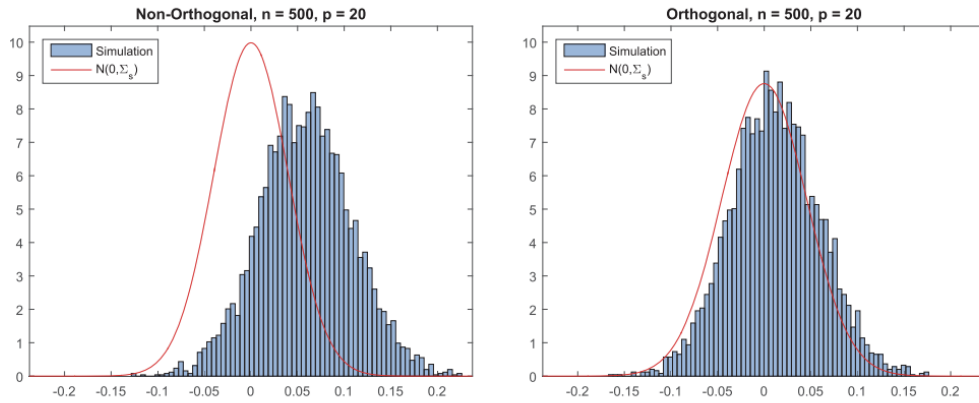 Non-Orthogonal, n = 500, p = 20
Simulation
N(0,Σs)
10
9
8
7
6
5
4
3
2
1
0
-0.2 -0.15 -0.1 -0.05 0 0.05 0.1 0.15 0.2
Orthogonal, n = 500, p = 20
Simulation
N(0,Σs)
10
9
8
7
6
5
4
3
2
1
0
-0.2 -0.15 -0.1 -0.05 0 0.05 0.1 0.15 0.2